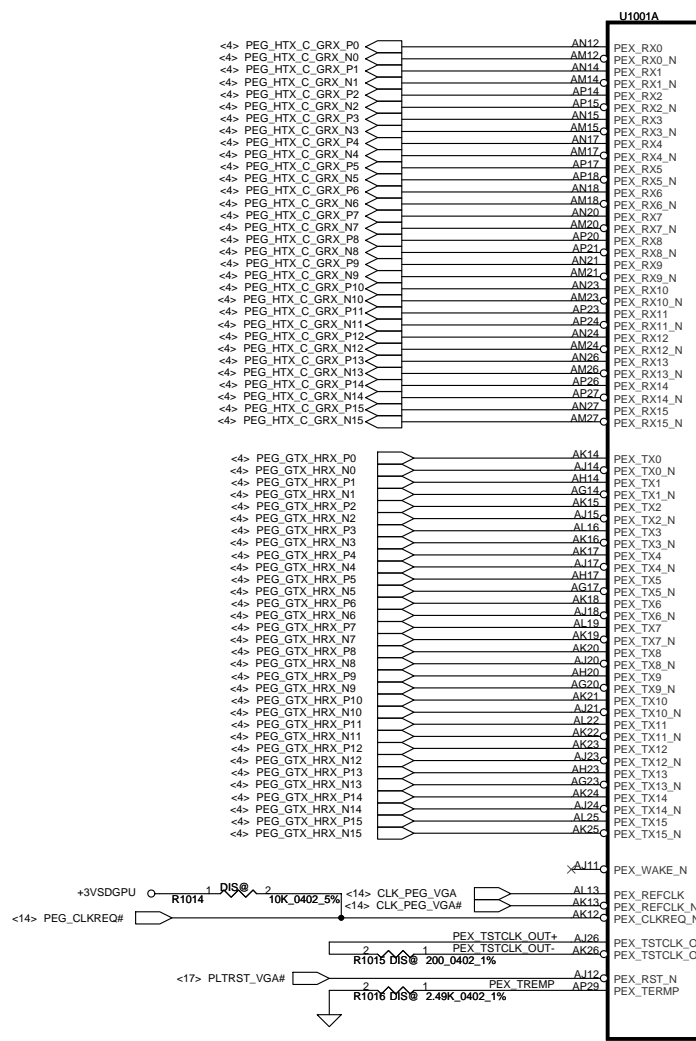 U1001A
<4> PEG_HTX_C_GRX_P0 AN12 PEX_RX0
<4> PEG_HTX_C_GRX_N0 AM12 PEX_RX0_N
<4> PEG_HTX_C_GRX_P1 AN14 PEX_RX1
<4> PEG_HTX_C_GRX_N1 AM14 PEX_RX1_N
<4> PEG_HTX_C_GRX_P2 AP14 PEX_RX2
<4> PEG_HTX_C_GRX_N2 AP15 PEX_RX2_N
<4> PEG_HTX_C_GRX_P3 AN15 PEX_RX3
<4> PEG_HTX_C_GRX_N3 AM15 PEX_RX3_N
<4> PEG_HTX_C_GRX_P4 AN17 PEX_RX4
<4> PEG_HTX_C_GRX_N4 AM17 PEX_RX4_N
<4> PEG_HTX_C_GRX_P5 AP17 PEX_RX5
<4> PEG_HTX_C_GRX_N5 AP18 PEX_RX5_N
<4> PEG_HTX_C_GRX_P6 AN18 PEX_RX6
<4> PEG_HTX_C_GRX_N6 AM18 PEX_RX6_N
<4> PEG_HTX_C_GRX_P7 AN20 PEX_RX7
<4> PEG_HTX_C_GRX_N7 AM20 PEX_RX7_N
<4> PEG_HTX_C_GRX_P8 AP20 PEX_RX8
<4> PEG_HTX_C_GRX_N8 AP21 PEX_RX8_N
<4> PEG_HTX_C_GRX_P9 AN21 PEX_RX9
<4> PEG_HTX_C_GRX_N9 AM21 PEX_RX9_N
<4> PEG_HTX_C_GRX_P10 AN23 PEX_RX10
<4> PEG_HTX_C_GRX_N10 AM23 PEX_RX10_N
<4> PEG_HTX_C_GRX_P11 AP23 PEX_RX11
<4> PEG_HTX_C_GRX_N11 AP24 PEX_RX11_N
<4> PEG_HTX_C_GRX_P12 AN24 PEX_RX12
<4> PEG_HTX_C_GRX_N12 AM24 PEX_RX12_N
<4> PEG_HTX_C_GRX_P13 AN26 PEX_RX13
<4> PEG_HTX_C_GRX_N13 AM26 PEX_RX13_N
<4> PEG_HTX_C_GRX_P14 AP26 PEX_RX14
<4> PEG_HTX_C_GRX_N14 AP27 PEX_RX14_N
<4> PEG_HTX_C_GRX_P15 AN27 PEX_RX15
<4> PEG_HTX_C_GRX_N15 AM27 PEX_RX15_N
<4> PEG_GTX_HRX_P0 AK14 PEX_TX0
<4> PEG_GTX_HRX_N0 AJ14 PEX_TX0_N
<4> PEG_GTX_HRX_P1 AH14 PEX_TX1
<4> PEG_GTX_HRX_N1 AG14 PEX_TX1_N
<4> PEG_GTX_HRX_P2 AK15 PEX_TX2
<4> PEG_GTX_HRX_N2 AJ15 PEX_TX2_N
<4> PEG_GTX_HRX_P3 AL16 PEX_TX3
<4> PEG_GTX_HRX_N3 AK16 PEX_TX3_N
<4> PEG_GTX_HRX_P4 AK17 PEX_TX4
<4> PEG_GTX_HRX_N4 AJ17 PEX_TX4_N
<4> PEG_GTX_HRX_P5 AH17 PEX_TX5
<4> PEG_GTX_HRX_N5 AG17 PEX_TX5_N
<4> PEG_GTX_HRX_P6 AK18 PEX_TX6
<4> PEG_GTX_HRX_N6 AJ18 PEX_TX6_N
<4> PEG_GTX_HRX_P7 AL19 PEX_TX7
<4> PEG_GTX_HRX_N7 AK19 PEX_TX7_N
<4> PEG_GTX_HRX_P8 AK20 PEX_TX8
<4> PEG_GTX_HRX_N8 AJ20 PEX_TX8_N
<4> PEG_GTX_HRX_P9 AH20 PEX_TX9
<4> PEG_GTX_HRX_N9 AG20 PEX_TX9_N
<4> PEG_GTX_HRX_P10 AK21 PEX_TX10
<4> PEG_GTX_HRX_N10 AJ21 PEX_TX10_N
<4> PEG_GTX_HRX_P11 AL22 PEX_TX11
<4> PEG_GTX_HRX_N11 AK22 PEX_TX11_N
<4> PEG_GTX_HRX_P12 AK23 PEX_TX12
<4> PEG_GTX_HRX_N12 AJ23 PEX_TX12_N
<4> PEG_GTX_HRX_P13 AH23 PEX_TX13
<4> PEG_GTX_HRX_N13 AG23 PEX_TX13_N
<4> PEG_GTX_HRX_P14 AK24 PEX_TX14
<4> PEG_GTX_HRX_N14 AJ24 PEX_TX14_N
<4> PEG_GTX_HRX_P15 AL25 PEX_TX15
<4> PEG_GTX_HRX_N15 AK25 PEX_TX15_N
AJ11 PEX_WAKE_N
+3VSDGPU R1014 1 DIS@ 2 10K_0402_5% <14> CLK_PEG_VGA AL13 PEX_REFCLK
<14> CLK_PEG_VGA# AK13 PEX_REFCLK_N
<14> PEG_CLKREQ# AK12 PEX_CLKREQ_N
PEX_TSTCLK_OUT+ AJ26 PEX_TSTCLK_O
2 1 PEX_TSTCLK_OUT- AK26 PEX_TSTCLK_O
R1015 DIS@ 200_0402_1%
<17> PLTRST_VGA# AJ12 PEX_RST_N
2 1 PEX_TREMP AP29 PEX_TERMP
R1016 DIS@ 2.49K_0402_1%